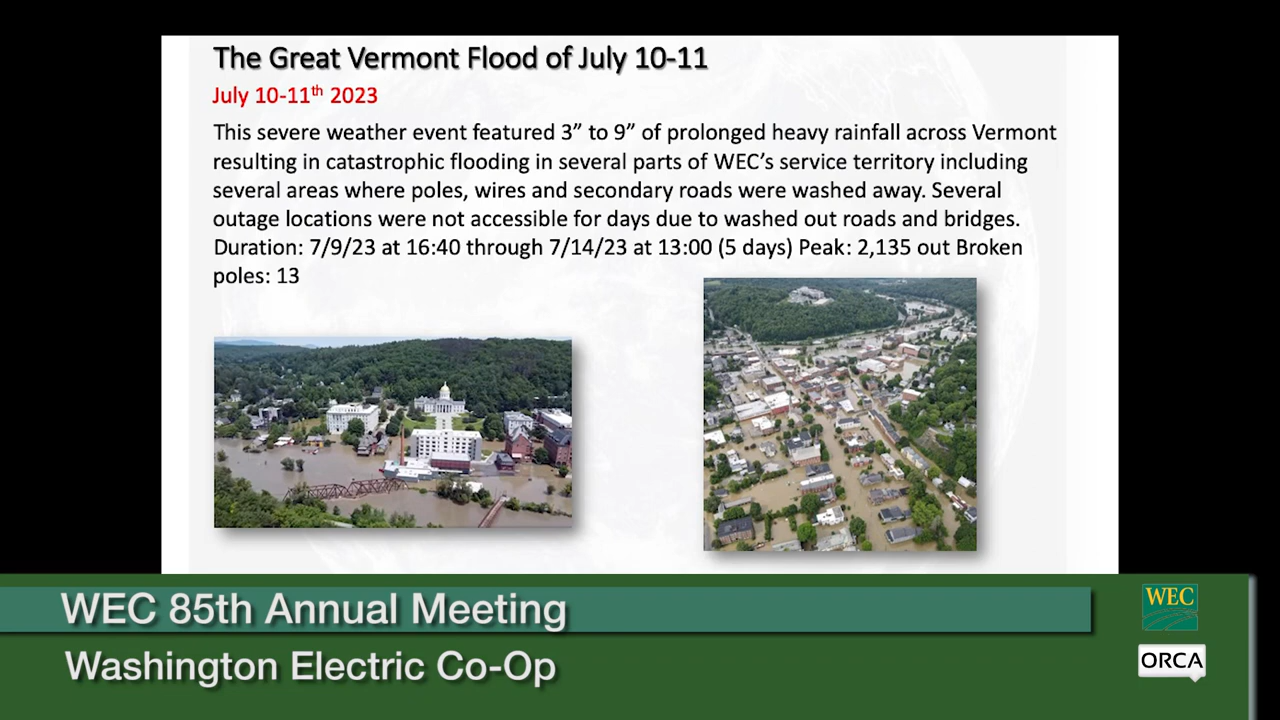 The Great Vermont Flood of July 10-11
July 10-11th 2023
This severe weather event featured 3” to 9” of prolonged heavy rainfall across Vermont
resulting in catastrophic flooding in several parts of WEC’s service territory including
several areas where poles, wires and secondary roads were washed away. Several
outage locations were not accessible for days due to washed out roads and bridges.
Duration: 7/9/23 at 16:40 through 7/14/23 at 13:00 (5 days) Peak: 2,135 out Broken
poles: 13
WEC 85th Annual Meeting
Washington Electric Co-Op
WEC
ORCA